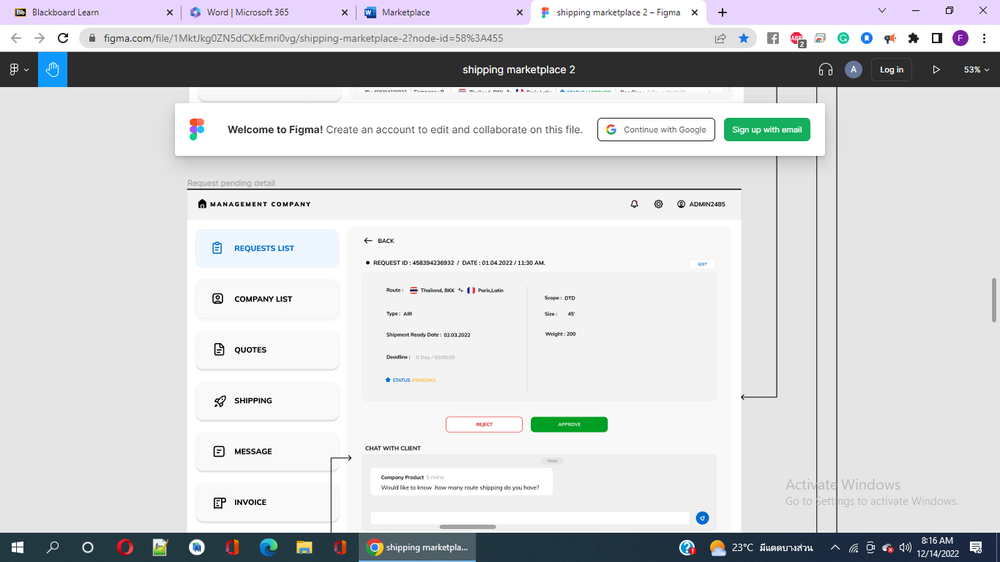 Blackboard Learn
Word | Microsoft 365
Marketplace
shipping marketplace 2 – Figma
figma.com/file/1MktJkg0ZN5dCXkEmri0vg/shipping-marketplace-2?node-id=58%3A455
ABP
2
F
shipping marketplace 2
A
Log in
53%
Welcome to Figma! Create an account to edit and collaborate on this file.
Continue with Google
Sign up with email
Request pending detail
MANAGEMENT COMPANY
ADMIN2485
REQUESTS LIST
COMPANY LIST
QUOTES
SHIPPING
MESSAGE
INVOICE
BACK
REQUEST ID : 458394236932 / DATE : 01.04.2022 / 11:30 AM.
EDIT
Route : Thailand, BKK Paris,Latin
Type : AIR
Shipment Ready Date : 02.03.2022
Deadline : 0 Day / 00:00:00
STATUS (PENDING)
Scope : DTD
Size : 45'
Weight : 200
REJECT
APPROVE
CHAT WITH CLIENT
TODAY
Company Product 5 mins
Would like to know how many route shipping do you have?
Activate Windows
Go to Settings to activate Windows.
shipping marketpla...
23°C มีแดดบางส่วน
8:16 AM
12/14/2022